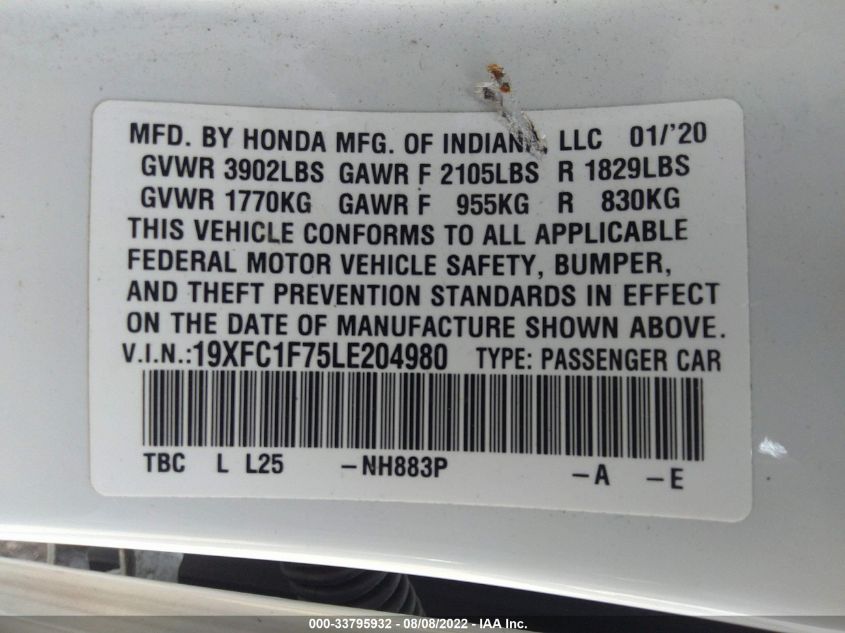 MFD. BY HONDA MFG. OF INDIANA, LLC 01/'20
GVWR 3902LBS GAWR F 2105LBS R 1829LBS
GVWR 1770KG GAWR F 955KG R 830KG
THIS VEHICLE CONFORMS TO ALL APPLICABLE
FEDERAL MOTOR VEHICLE SAFETY, BUMPER,
AND THEFT PREVENTION STANDARDS IN EFFECT
ON THE DATE OF MANUFACTURE SHOWN ABOVE.
V.I.N.:19XFC1F75LE204980 TYPE: PASSENGER CAR
TBC L L25 -NH883P -A -E
000-33795932 - 08/08/2022 - IAA Inc.